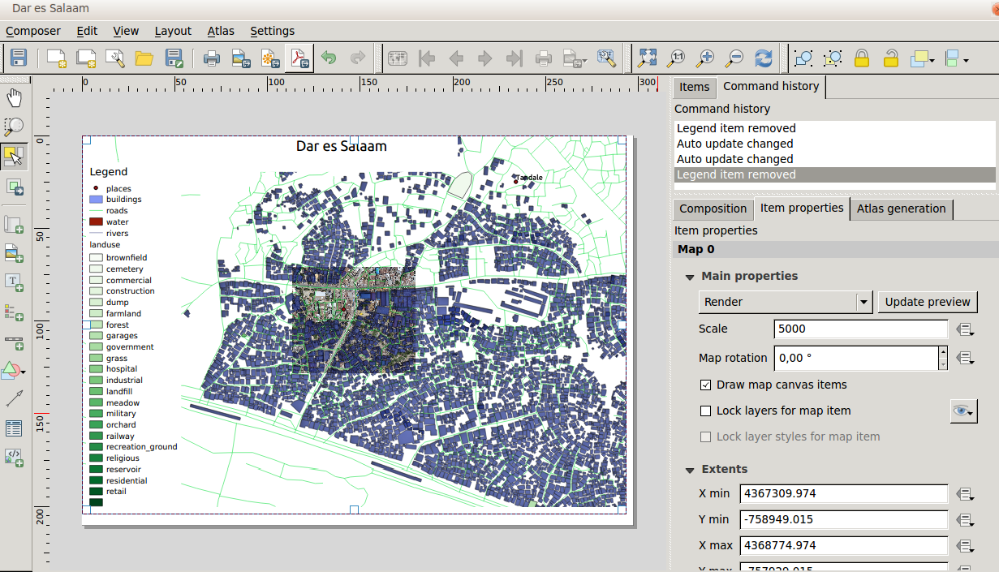 Dar es Salaam
Composer Edit View Layout Atlas Settings
1:1
0 50 100 150 200 250 300
0
50
100
150
200
Dar es Salaam
Tandale
Legend
places
buildings
roads
water
rivers
landuse
brownfield
cemetery
commercial
construction
dump
farmland
forest
garages
government
grass
hospital
industrial
landfill
meadow
military
orchard
railway
recreation_ground
religious
reservoir
residential
retail
Items Command history
Command history
Legend item removed
Auto update changed
Auto update changed
Legend item removed
Composition Item properties Atlas generation
Item properties
Map 0
Main properties
Render Update preview
Scale 5000
Map rotation 0,00 °
Draw map canvas items
Lock layers for map item
Lock layer styles for map item
Extents
X min 4367309.974
Y min -758949.015
X max 4368774.974
Y max -757929.015